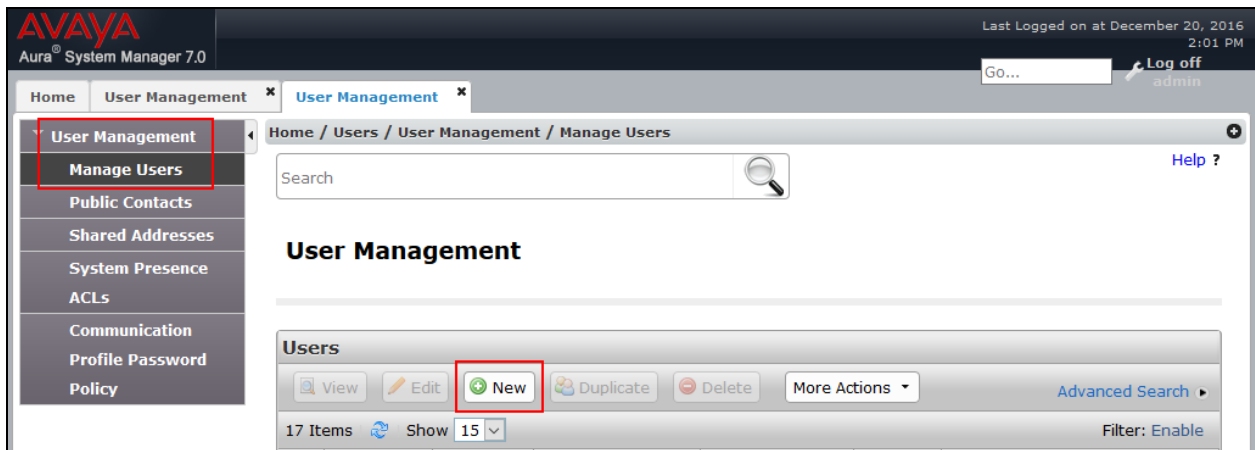 AVAYA
Aura® System Manager 7.0
Last Logged on at December 20, 2016
2:01 PM
Go...
Log off
admin
Home
User Management
User Management
User Management
Manage Users
Public Contacts
Shared Addresses
System Presence
ACLs
Communication
Profile Password
Policy
Home / Users / User Management / Manage Users
Help ?
Search
User Management
Users
View
Edit
New
Duplicate
Delete
More Actions
Advanced Search
17 Items
Show 15
Filter: Enable